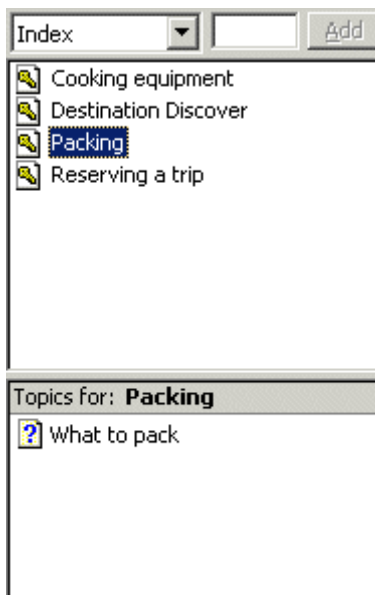 Index Add
Cooking equipment
Destination Discover
Packing
Reserving a trip
Topics for: Packing
What to pack